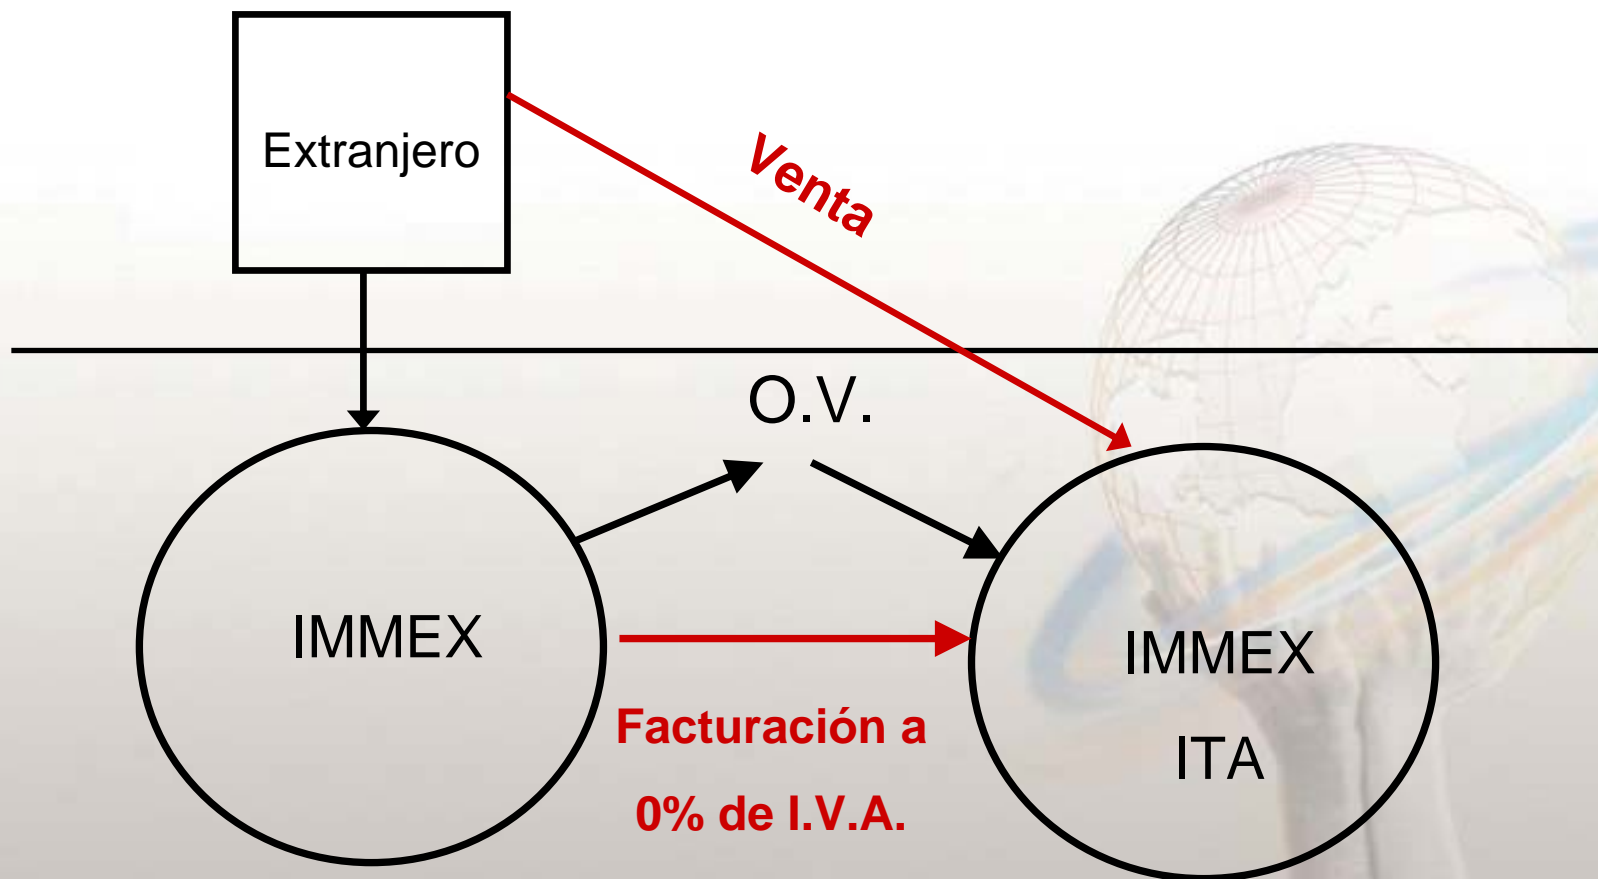 Extranjero
Venta
O.V.
IMMEX
Facturación a
0% de I.V.A.
IMMEX
ITA